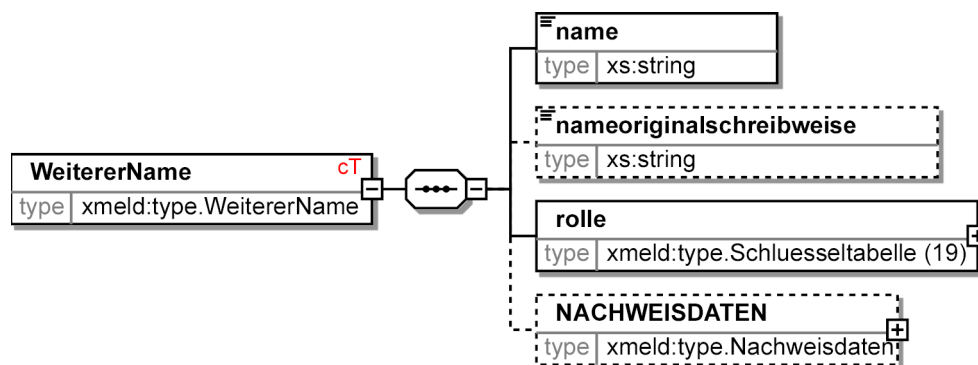 name
type xs:string
nameoriginalschreibweise
type xs:string
WeitererName cT
type xmeld:type.WeitererName
rolle
type xmeld:type.Schluesseltabelle (19)
NACHWEISDATEN
type xmeld:type.Nachweisdaten